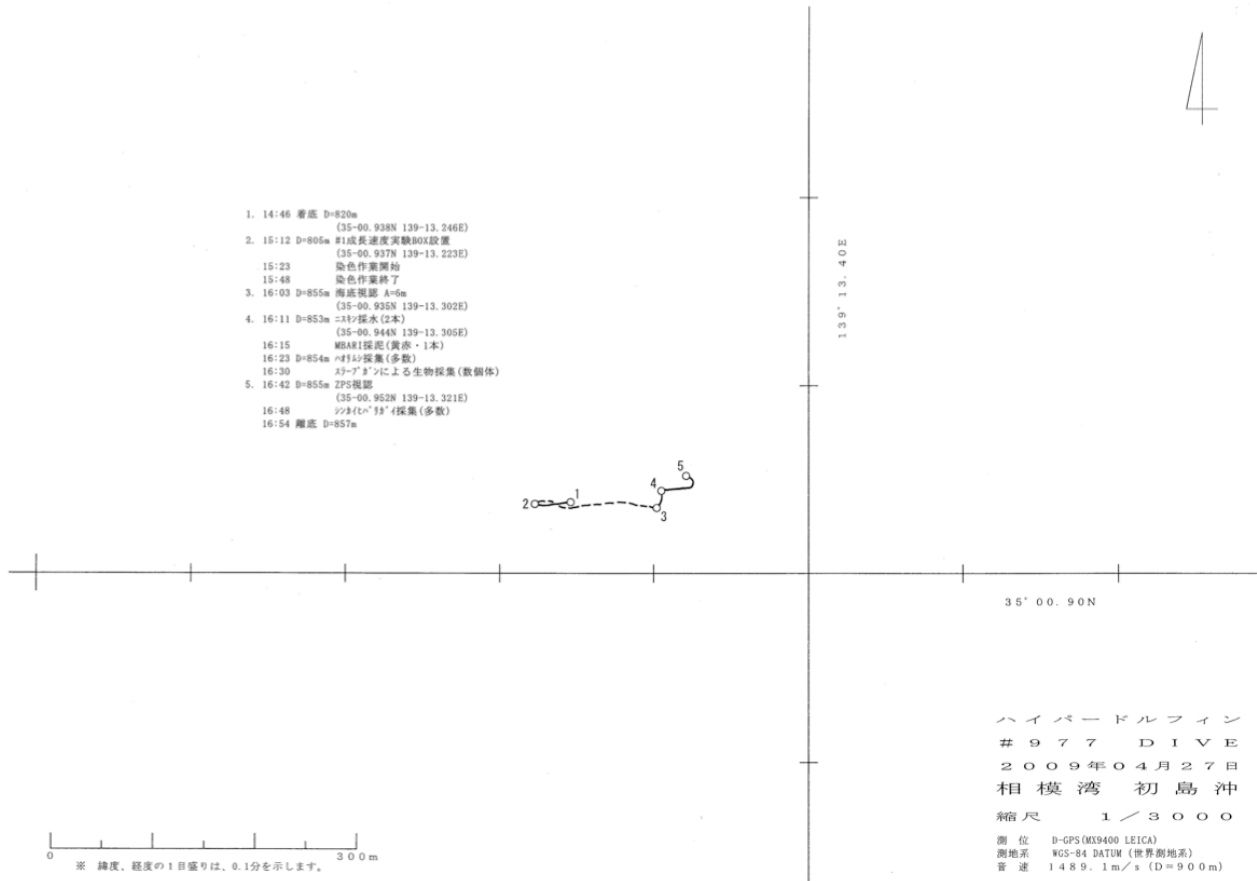 1. 14:46 着底 D=820m
(35-00.938N 139-13.246E)
2. 15:12 D=805m #1成長速度実験BOX設置
(35-00.937N 139-13.223E)
15:23 染色作業開始
15:48 染色作業終了
3. 16:03 D=855m 海底視認 A=6m
(35-00.935N 139-13.302E)
4. 16:11 D=853m ニスキン採水(2本)
(35-00.944N 139-13.305E)
16:15 MBARI採泥(黄赤・1本)
16:23 D=854m ハオリムシ採集(多数)
16:30 スラープガンによる生物採集(数個体)
5. 16:42 D=855m ZPS視認
(35-00.952N 139-13.321E)
16:48 シンカイヒバリガイ採集(多数)
16:54 離底 D=857m
139°13.40E
5
4
1
2
3
35°00.90N
ハイパードルフィン
#977 DIVE
2009年04月27日
相模湾 初島沖
縮尺 1/3000
測位 D-GPS(MX9400 LEICA)
測地系 WGS-84 DATUM (世界測地系)
音速 1489.1m/s (D=900m)
0 300m
※ 緯度、経度の1目盛りは、0.1分を示します。